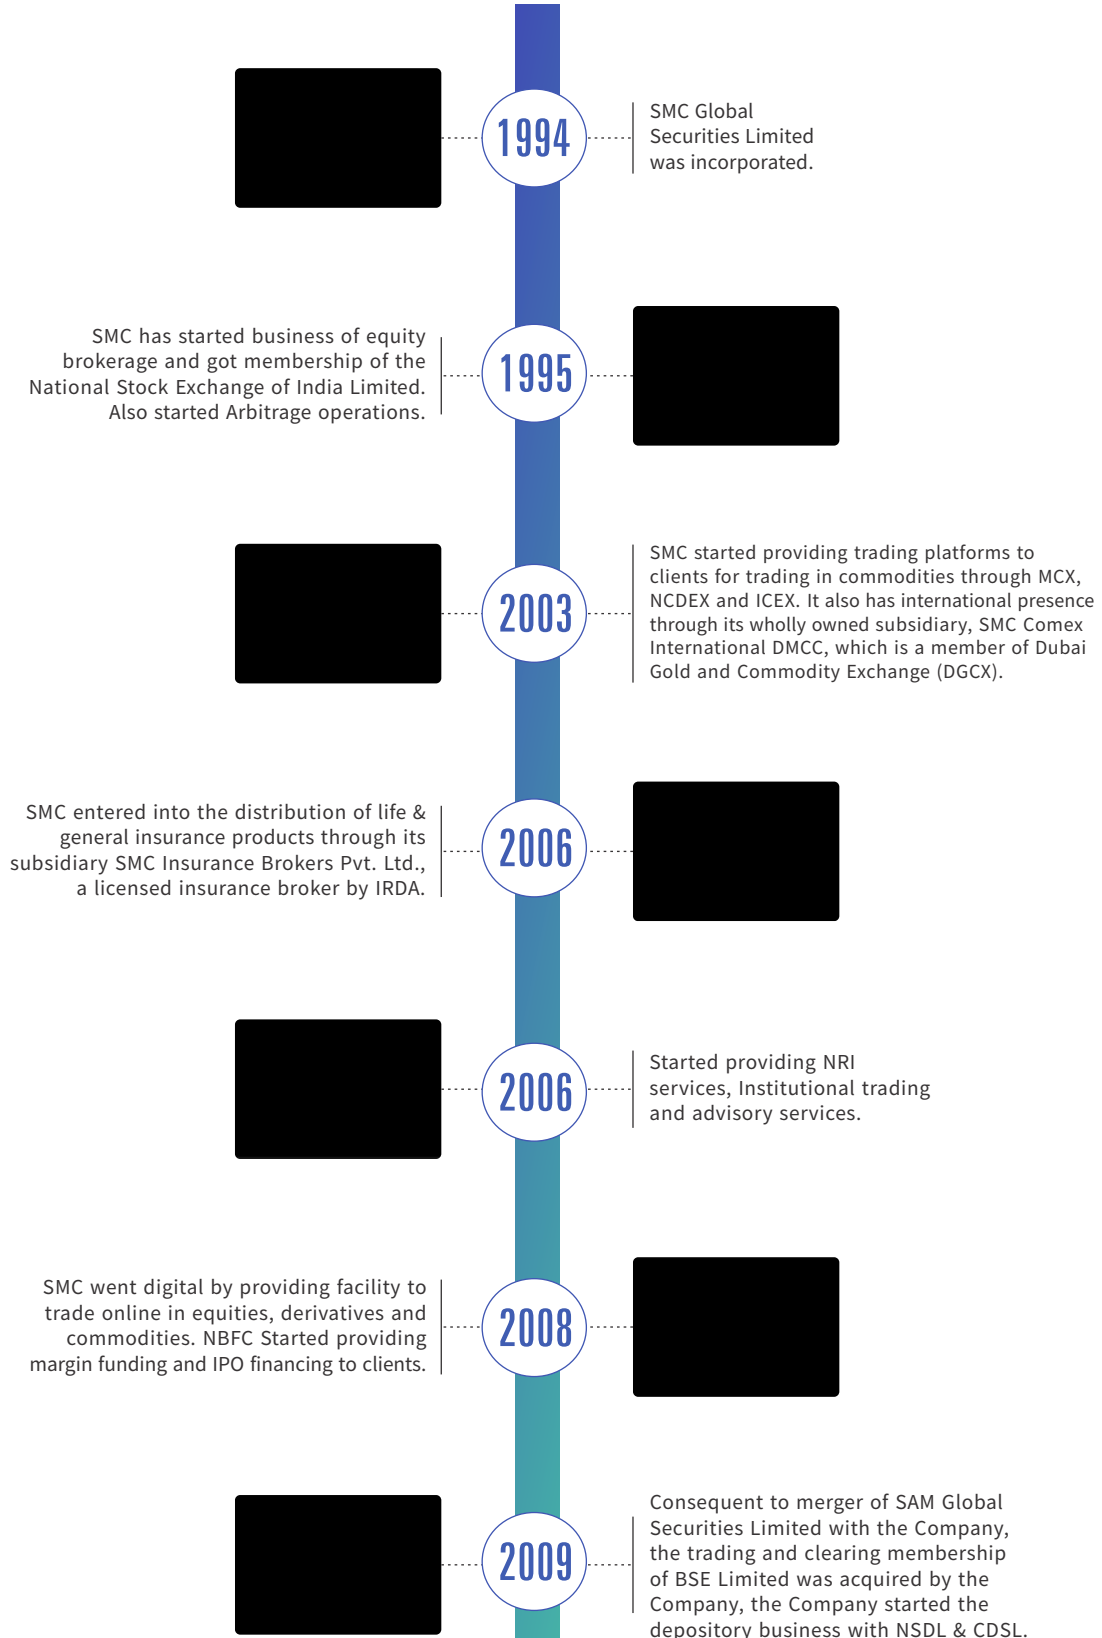 1994
SMC Global
Securities Limited
was incorporated.
SMC has started business of equity
brokerage and got membership of the
National Stock Exchange of India Limited.
Also started Arbitrage operations.
1995
2003
SMC started providing trading platforms to
clients for trading in commodities through MCX,
NCDEX and ICEX. It also has international presence
through its wholly owned subsidiary, SMC Comex
International DMCC, which is a member of Dubai
Gold and Commodity Exchange (DGCX).
SMC entered into the distribution of life &
general insurance products through its
subsidiary SMC Insurance Brokers Pvt. Ltd.,
a licensed insurance broker by IRDA.
2006
2006
Started providing NRI
services, Institutional trading
and advisory services.
SMC went digital by providing facility to
trade online in equities, derivatives and
commodities. NBFC Started providing
margin funding and IPO financing to clients.
2008
2009
Consequent to merger of SAM Global
Securities Limited with the Company,
the trading and clearing membership
of BSE Limited was acquired by the
Company, the Company started the
depository business with NSDL & CDSL.